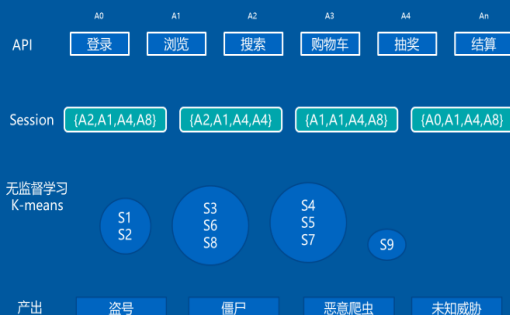 A0 A1 A2 A3 A4 An
API 登录 浏览 搜索 购物车 抽奖 结算
Session {A2,A1,A4,A8} {A2,A1,A4,A4} {A1,A1,A4,A8} {A0,A1,A4,A8}
无监督学习
K-means
S1
S2
S3
S6
S8
S4
S5
S7
S9
产出 盗号 僵尸 恶意爬虫 未知威胁